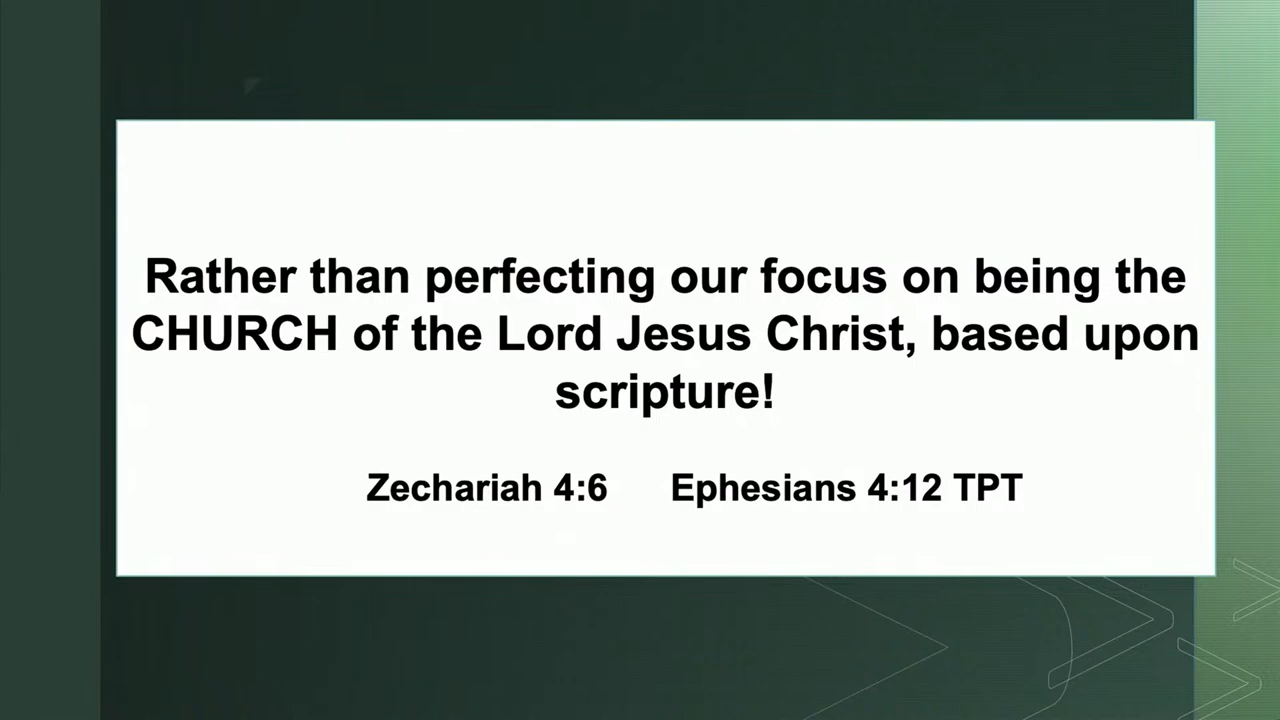 Rather than perfecting our focus on being the
CHURCH of the Lord Jesus Christ, based upon
scripture!
Zechariah 4:6 Ephesians 4:12 TPT